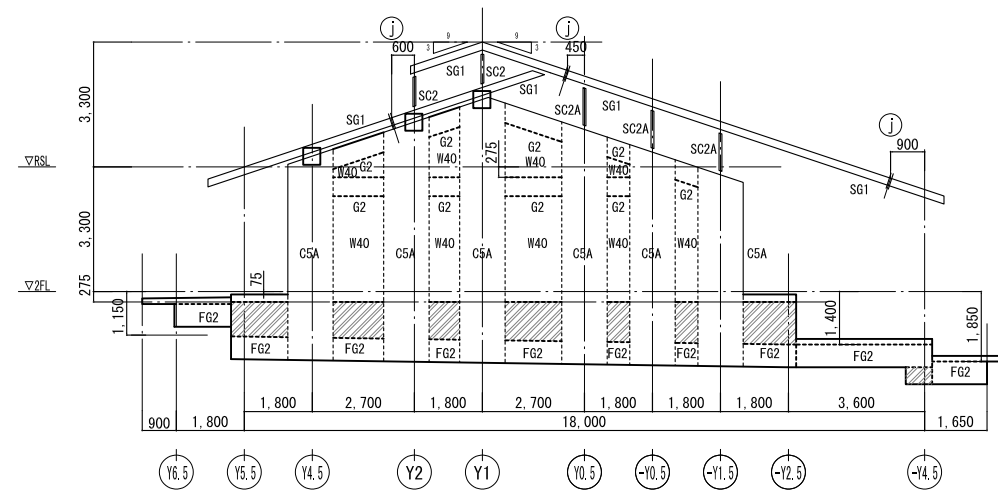 j
j
600
9
9
3
3
450
SG1
SC2
SC2
SG1
SC2A
SG1
SC2A
SC2A
j
900
SG1
SG1
3,300
▽RSL
G2
W40
275
G2
W40
G2
W40
W40
G2
G2
G2
G2
G2
G2
3,300
C5A
W40
C5A
W40
C5A
W40
C5A
W40
C5A
W40
C5A
275
▽2FL
75
1,150
FG2
FG2
FG2
FG2
FG2
FG2
FG2
FG2
FG2
FG2
1,400
1,850
1,800
2,700
1,800
2,700
1,800
1,800
1,800
3,600
900
1,800
18,000
1,650
Y6.5
Y5.5
Y4.5
Y2
Y1
Y0.5
-Y0.5
-Y1.5
-Y2.5
-Y4.5